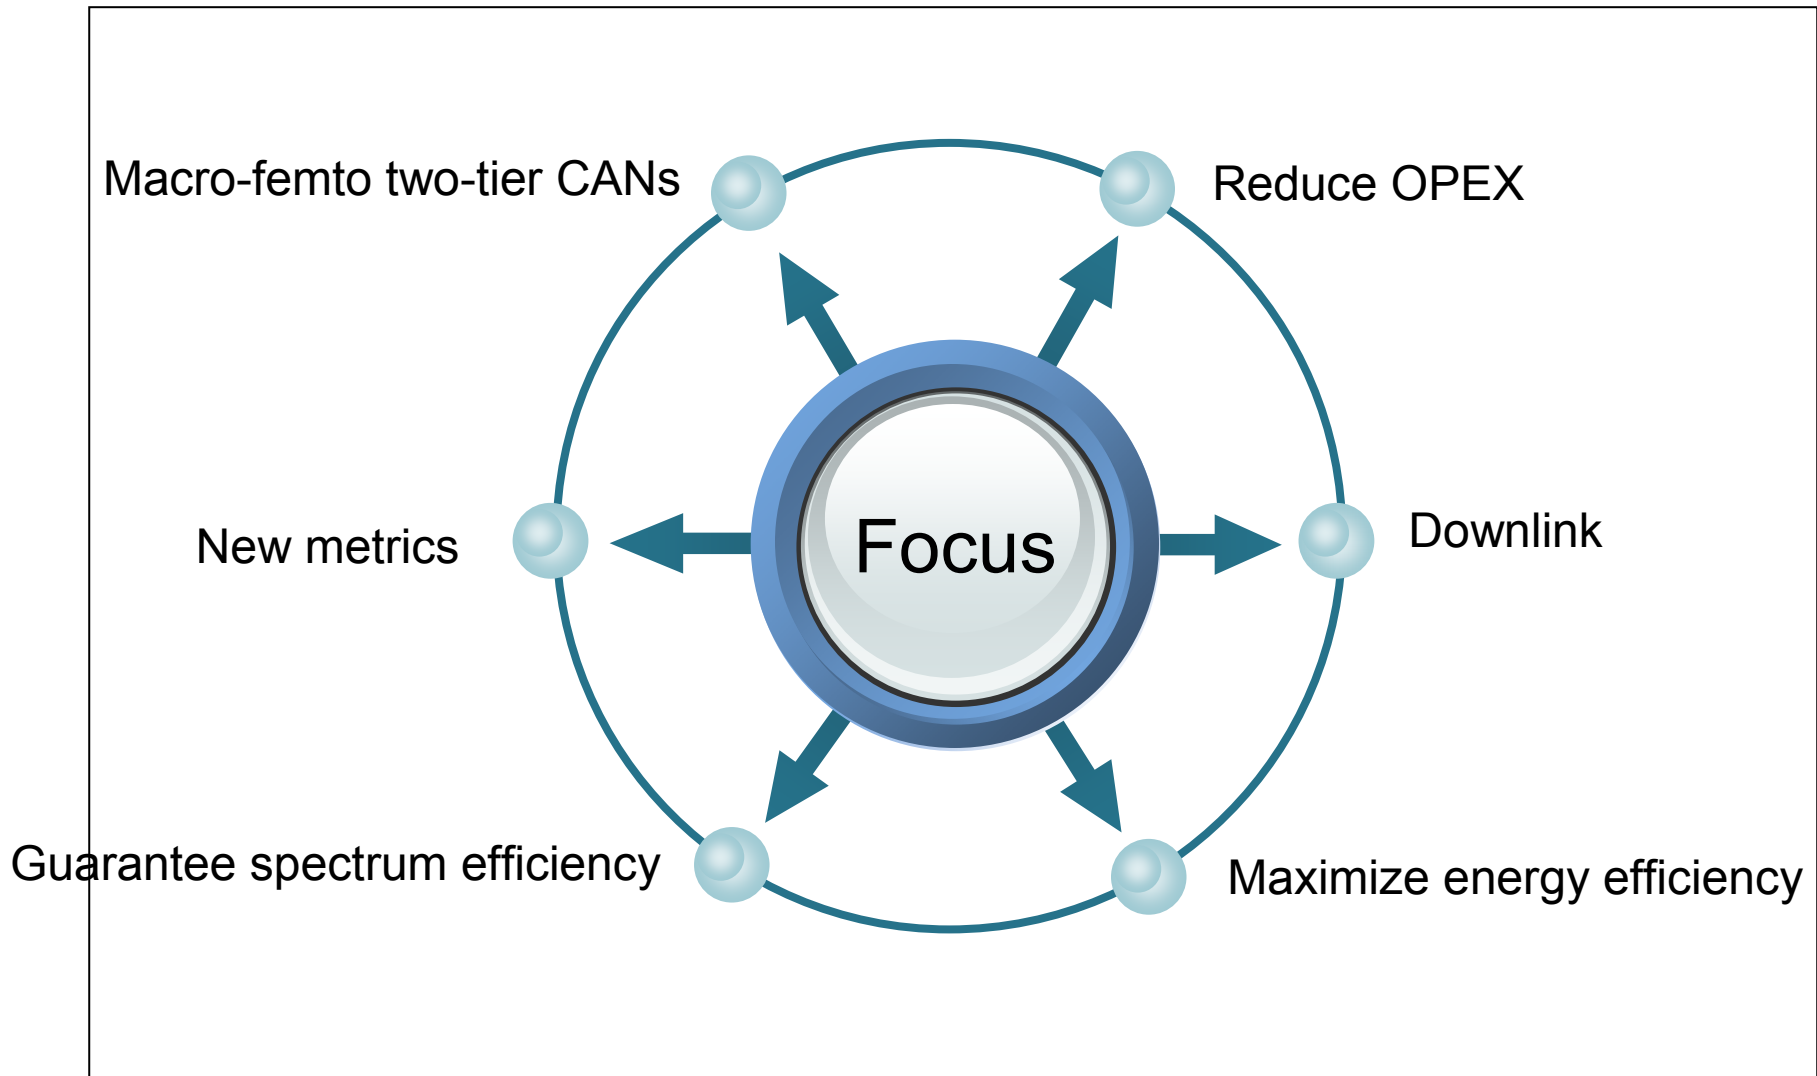 Macro-femto two-tier CANs
Reduce OPEX
New metrics
Focus
Downlink
Guarantee spectrum efficiency
Maximize energy efficiency